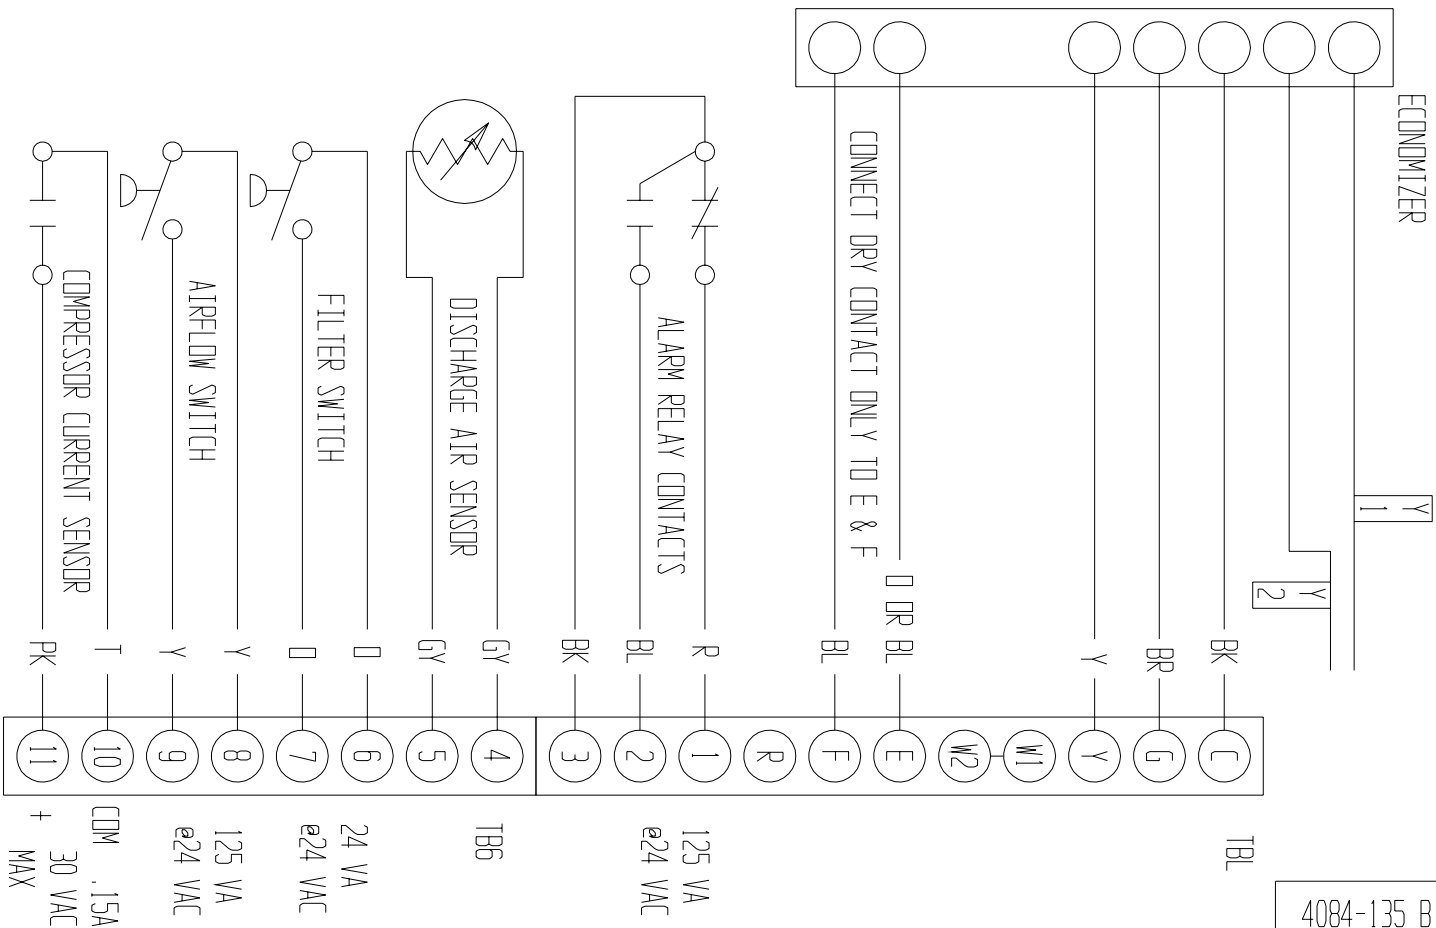 ECONOMIZER
Y
1
Y
2
CONNECT DRY CONTACT ONLY TO E & F
ALARM RELAY CONTACTS
DISCHARGE AIR SENSOR
FILTER SWITCH
AIRFLOW SWITCH
COMPRESSOR CURRENT SENSOR
PK
T
Y
Y
O
O
GY
GY
BK
BL
R
BL
O OR BL
Y
BR
BK
11
10
9
8
7
6
5
4
3
2
1
R
F
E
W2
W1
Y
G
C
+
COM .15A
30 VAC
MAX
125 VA
@24 VAC
24 VA
@24 VAC
TB6
125 VA
@24 VAC
TBL
4084-135 B